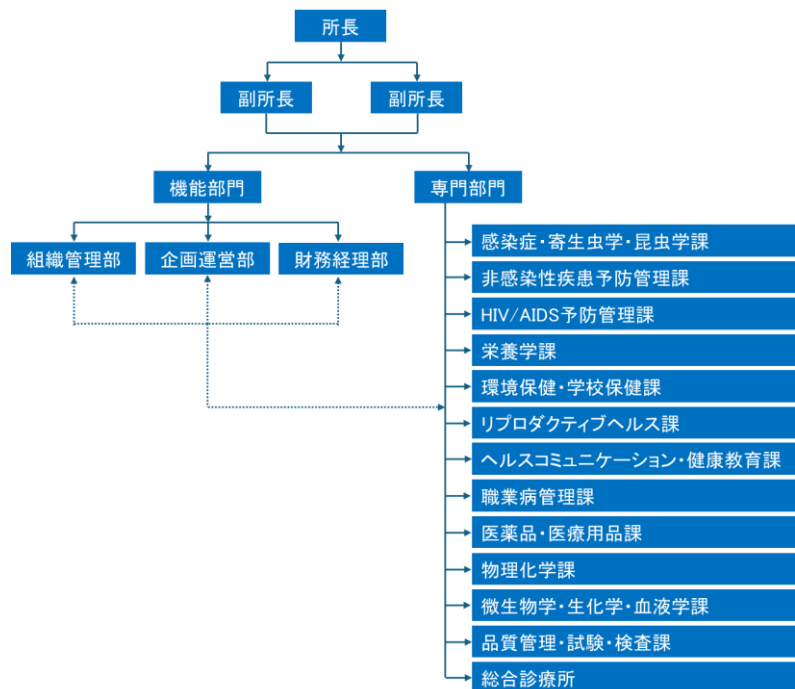 所長
副所長
副所長
機能部門
専門部門
組織管理部
企画運営部
財務経理部
感染症・寄生虫学・昆虫学課
非感染性疾患予防管理課
HIV/AIDS予防管理課
栄養学課
環境保健・学校保健課
リプロダクティブヘルス課
ヘルスコミュニケーション・健康教育課
職業病管理課
医薬品・医療用品課
物理化学課
微生物学・生化学・血液学課
品質管理・試験・検査課
総合診療所